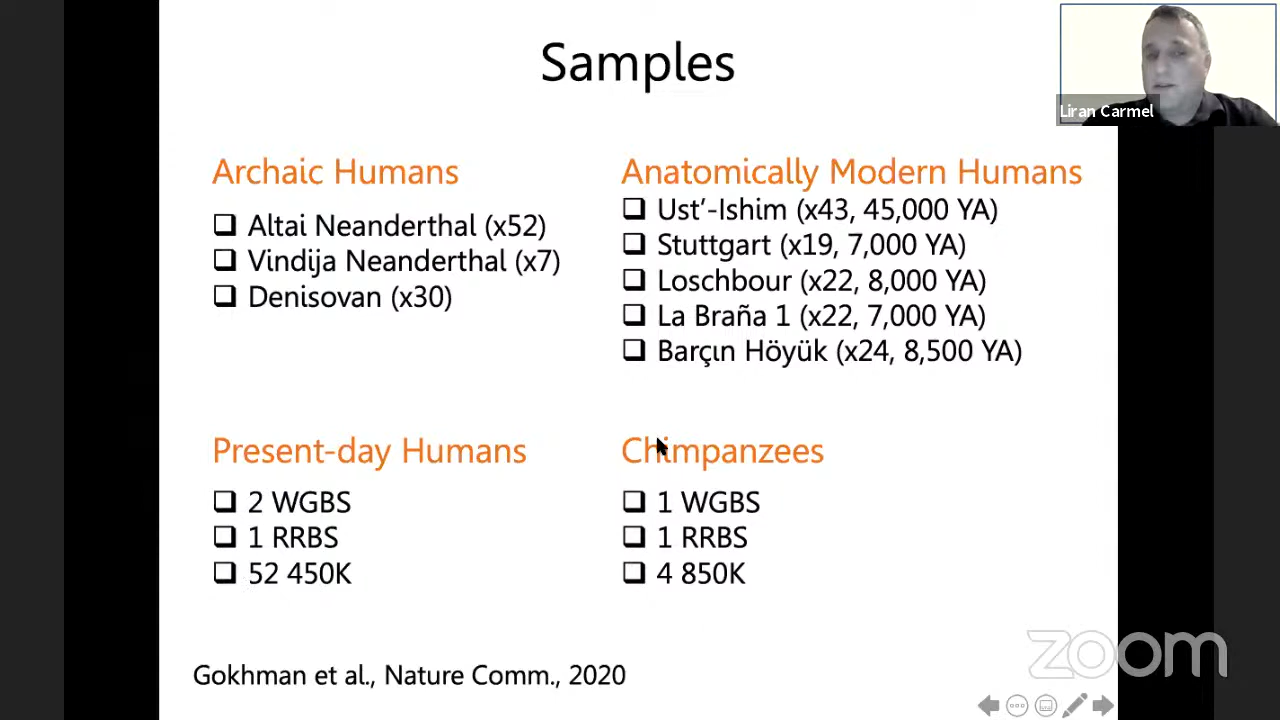 Samples
Liran Carmel
Archaic Humans
Altai Neanderthal (x52)
Vindija Neanderthal (x7)
Denisovan (x30)
Anatomically Modern Humans
Ust’-Ishim (x43, 45,000 YA)
Stuttgart (x19, 7,000 YA)
Loschbour (x22, 8,000 YA)
La Braña 1 (x22, 7,000 YA)
Barçın Höyük (x24, 8,500 YA)
Present-day Humans
2 WGBS
1 RRBS
52 450K
Chimpanzees
1 WGBS
1 RRBS
4 850K
Gokhman et al., Nature Comm., 2020
zoom